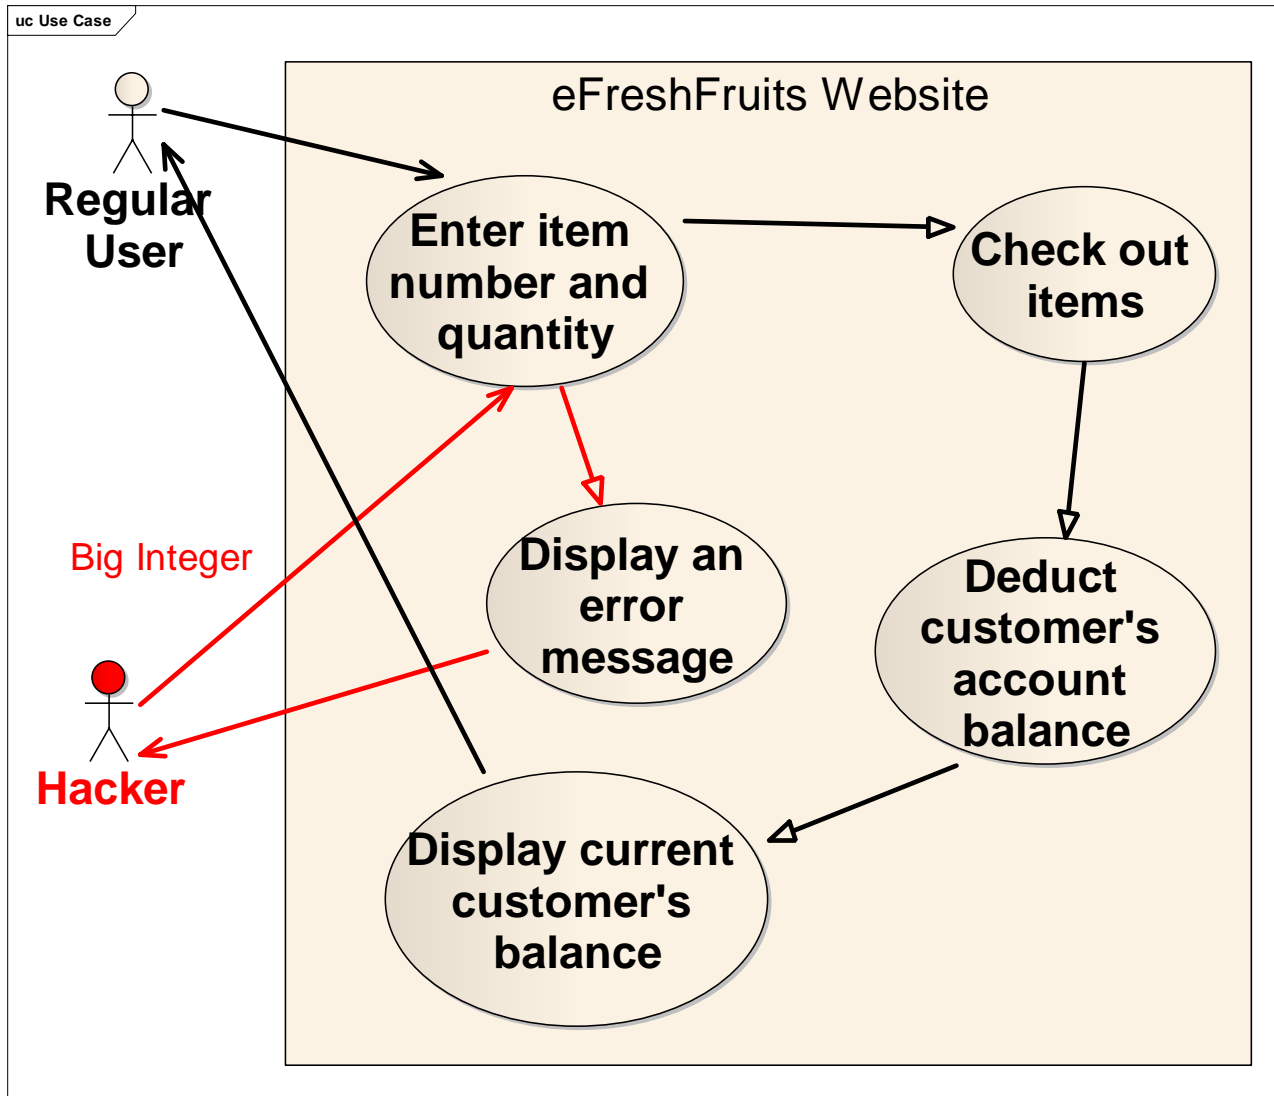 uc Use Case
eFreshFruits Website
Regular
User
Enter item
number and
quantity
Check out
items
Big Integer
Display an
error
message
Deduct
customer's
account
balance
Hacker
Display current
customer's
balance